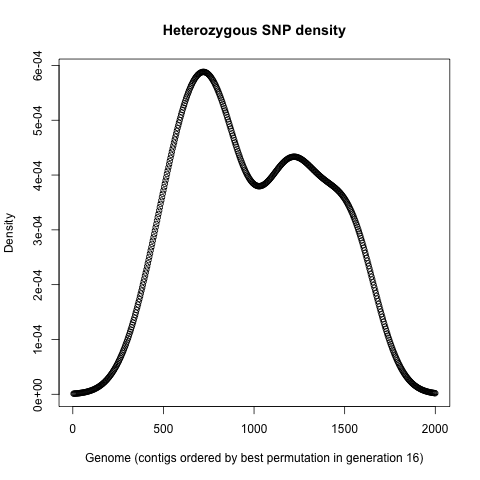 Heterozygous SNP density
Density
6e-04
5e-04
4e-04
3e-04
2e-04
1e-04
0e+00
0 500 1000 1500 2000
Genome (contigs ordered by best permutation in generation 16)